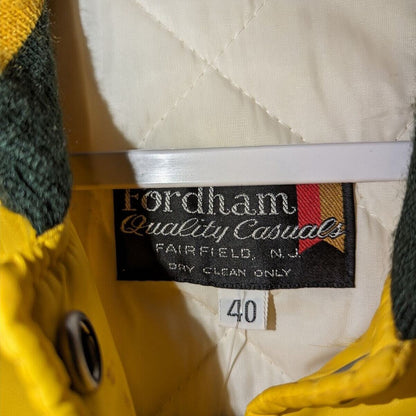 Fordham
Quality Casuals
FAIRFIELD, N.J.
DRY CLEAN ONLY
40